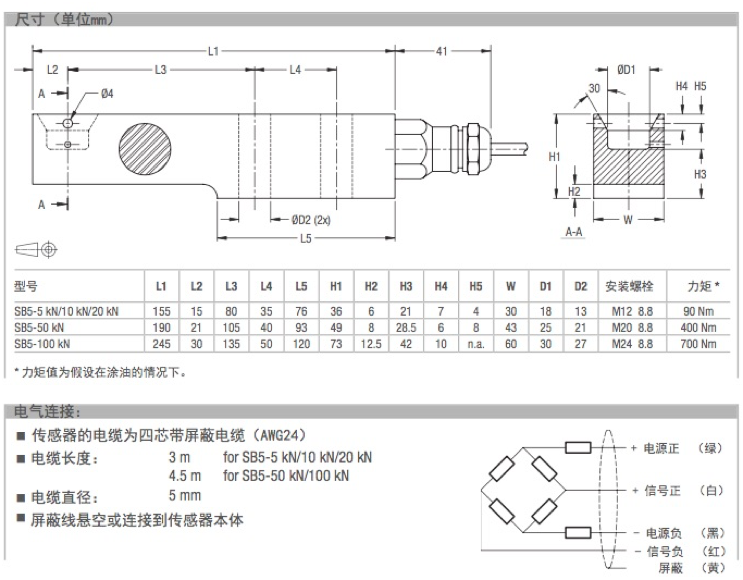 尺寸（单位mm）
L1
41
L2
L3
L4
ØD1
H4
H5
30
A
Ø4
H1
H3
H2
A
ØD2 (2x)
W
L5
A-A
型号 L1 L2 L3 L4 L5 H1 H2 H3 H4 H5 W D1 D2 安装螺栓 力矩 *
SB5-5 kN/10 kN/20 kN 155 15 80 35 76 36 6 21 7 4 30 18 13 M12 8.8 90 Nm
SB5-50 kN 190 21 105 40 93 49 8 28.5 6 8 43 25 21 M20 8.8 400 Nm
SB5-100 kN 245 30 135 50 120 73 12.5 42 10 n.a. 60 30 27 M24 8.8 700 Nm
* 力矩值为假设在涂油的情况下。
电气连接：
■ 传感器的电缆为四芯带屏蔽电缆（AWG24）
■ 电缆长度： 3 m for SB5-5 kN/10 kN/20 kN
4.5 m for SB5-50 kN/100 kN
■ 电缆直径： 5 mm
■ 屏蔽线悬空或连接到传感器本体
+ 电源正 （绿）
+ 信号正 （白）
- 电源负 （黑）
- 信号负 （红）
屏蔽 （黄）